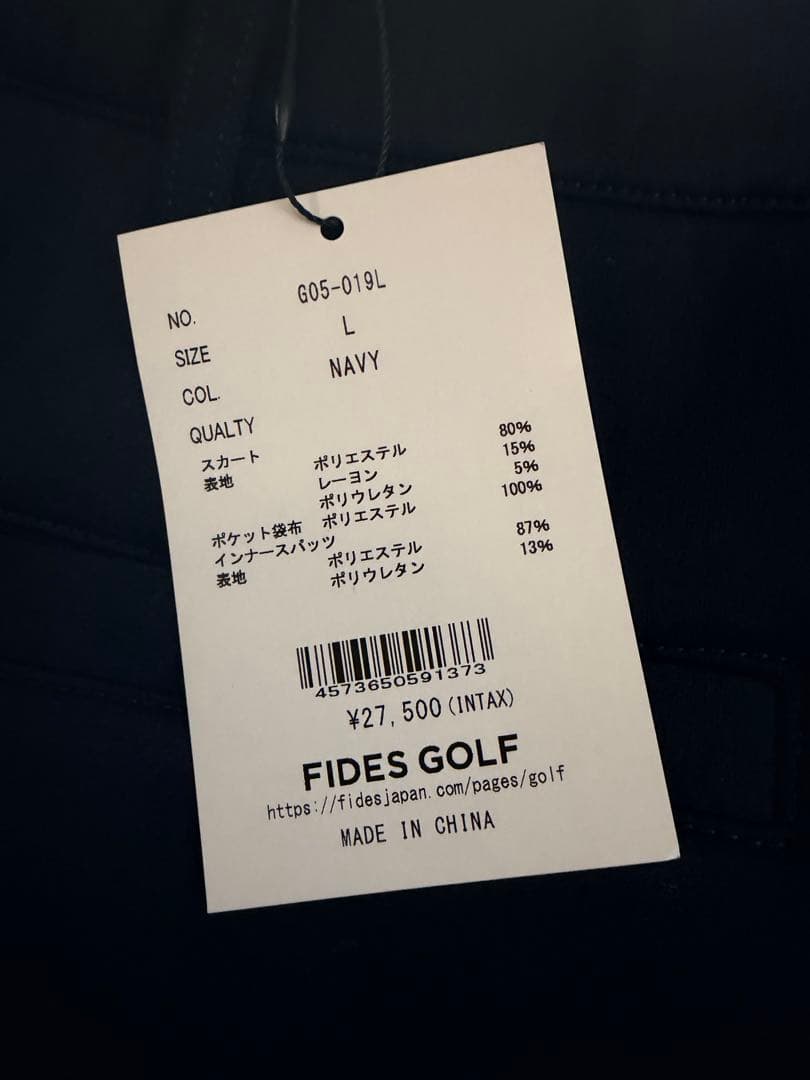 NO. G05-019L
SIZE L
COL. NAVY
QUALTY
スカート
表地 ポリエステル 80%
レーヨン 15%
ポリウレタン 5%
ポケット袋布 ポリエステル 100%
インナースパッツ
表地 ポリエステル 87%
ポリウレタン 13%
4573650591373
¥27,500(INTAX)
FIDES GOLF
https://fidesjapan.com/pages/golf
MADE IN CHINA